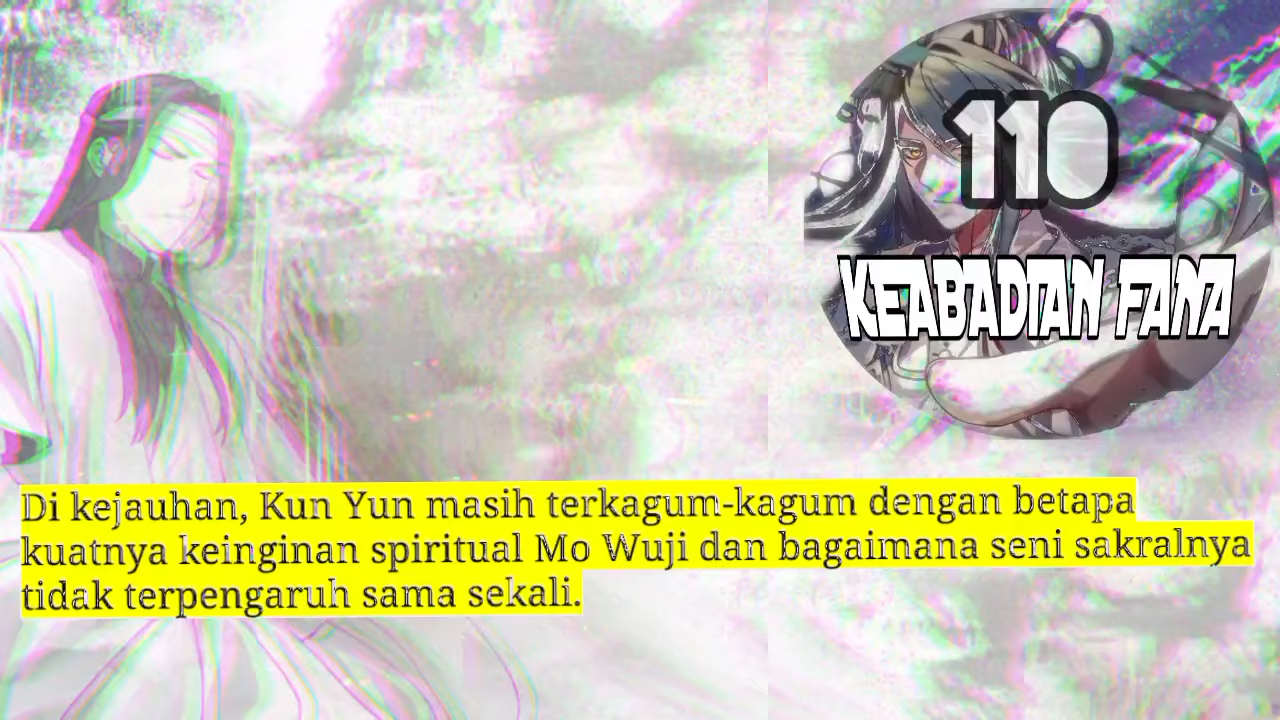 110
KEABADIAN FANA
Di kejauhan, Kun Yun masih terkagum-kagum dengan betapa
kuatnya keinginan spiritual Mo Wuji dan bagaimana seni sakralnya
tidak terpengaruh sama sekali.